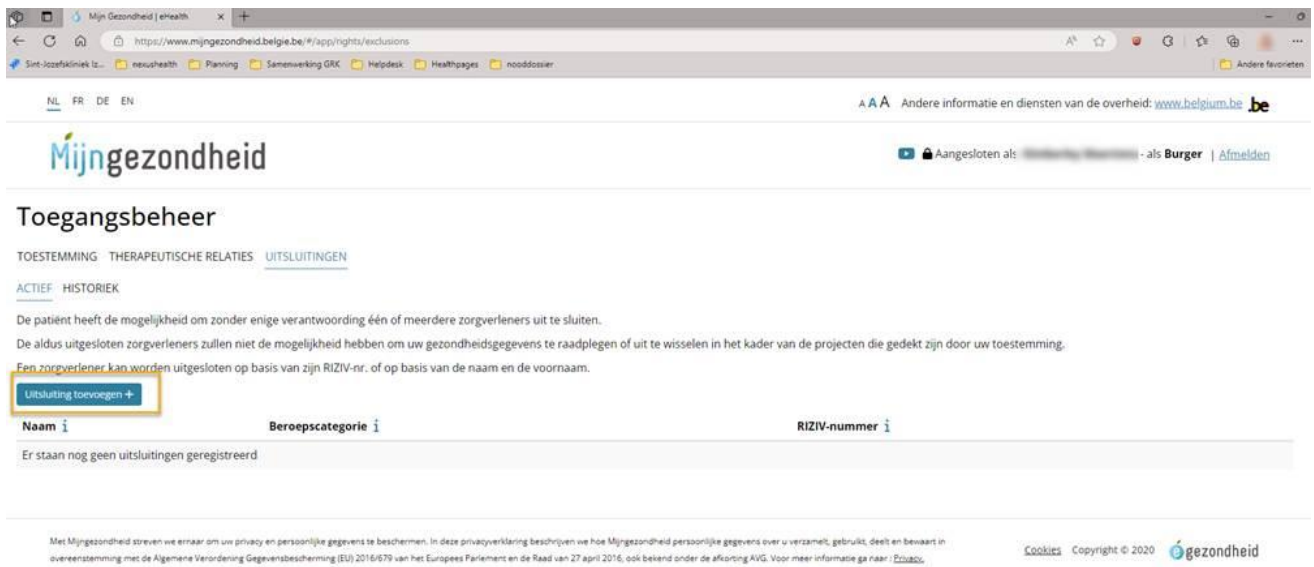 Mijn Gezondheid | eHealth
https://www.mijngezondheid.belgie.be/#/app/rights/exclusions
Sint-Jozefskliniek Iz... nexushealth Planning Samenwerking GRK Helpdesk Healthpages nooddossier Andere favorieten
NL FR DE EN A A A Andere informatie en diensten van de overheid: www.belgium.be .be
Mijngezondheid Aangesloten als - als Burger | Afmelden
Toegangsbeheer
TOESTEMMING THERAPEUTISCHE RELATIES UITSLUITINGEN
ACTIEF HISTORIEK
De patiënt heeft de mogelijkheid om zonder enige verantwoording één of meerdere zorgverleners uit te sluiten.
De aldus uitgesloten zorgverleners zullen niet de mogelijkheid hebben om uw gezondheidsgegevens te raadplegen of uit te wisselen in het kader van de projecten die gedekt zijn door uw toestemming.
Een zorgverlener kan worden uitgesloten op basis van zijn RIZIV-nr. of op basis van de naam en de voornaam.
Uitsluiting toevoegen +
Naam i Beroepscategorie i RIZIV-nummer i
Er staan nog geen uitsluitingen geregistreerd
Met Mijngezondheid streven we ernaar om uw privacy en persoonlijke gegevens te beschermen. In deze privacyverklaring beschrijven we hoe Mijngezondheid persoonlijke gegevens over u verzamelt, gebruikt, deelt en bewaart in
overeenstemming met de Algemene Verordening Gegevensbescherming (EU) 2016/679 van het Europees Parlement en de Raad van 27 april 2016, ook bekend onder de afkorting AVG. Voor meer informatie ga naar : Privacy.
Cookies Copyright © 2020 egezondheid